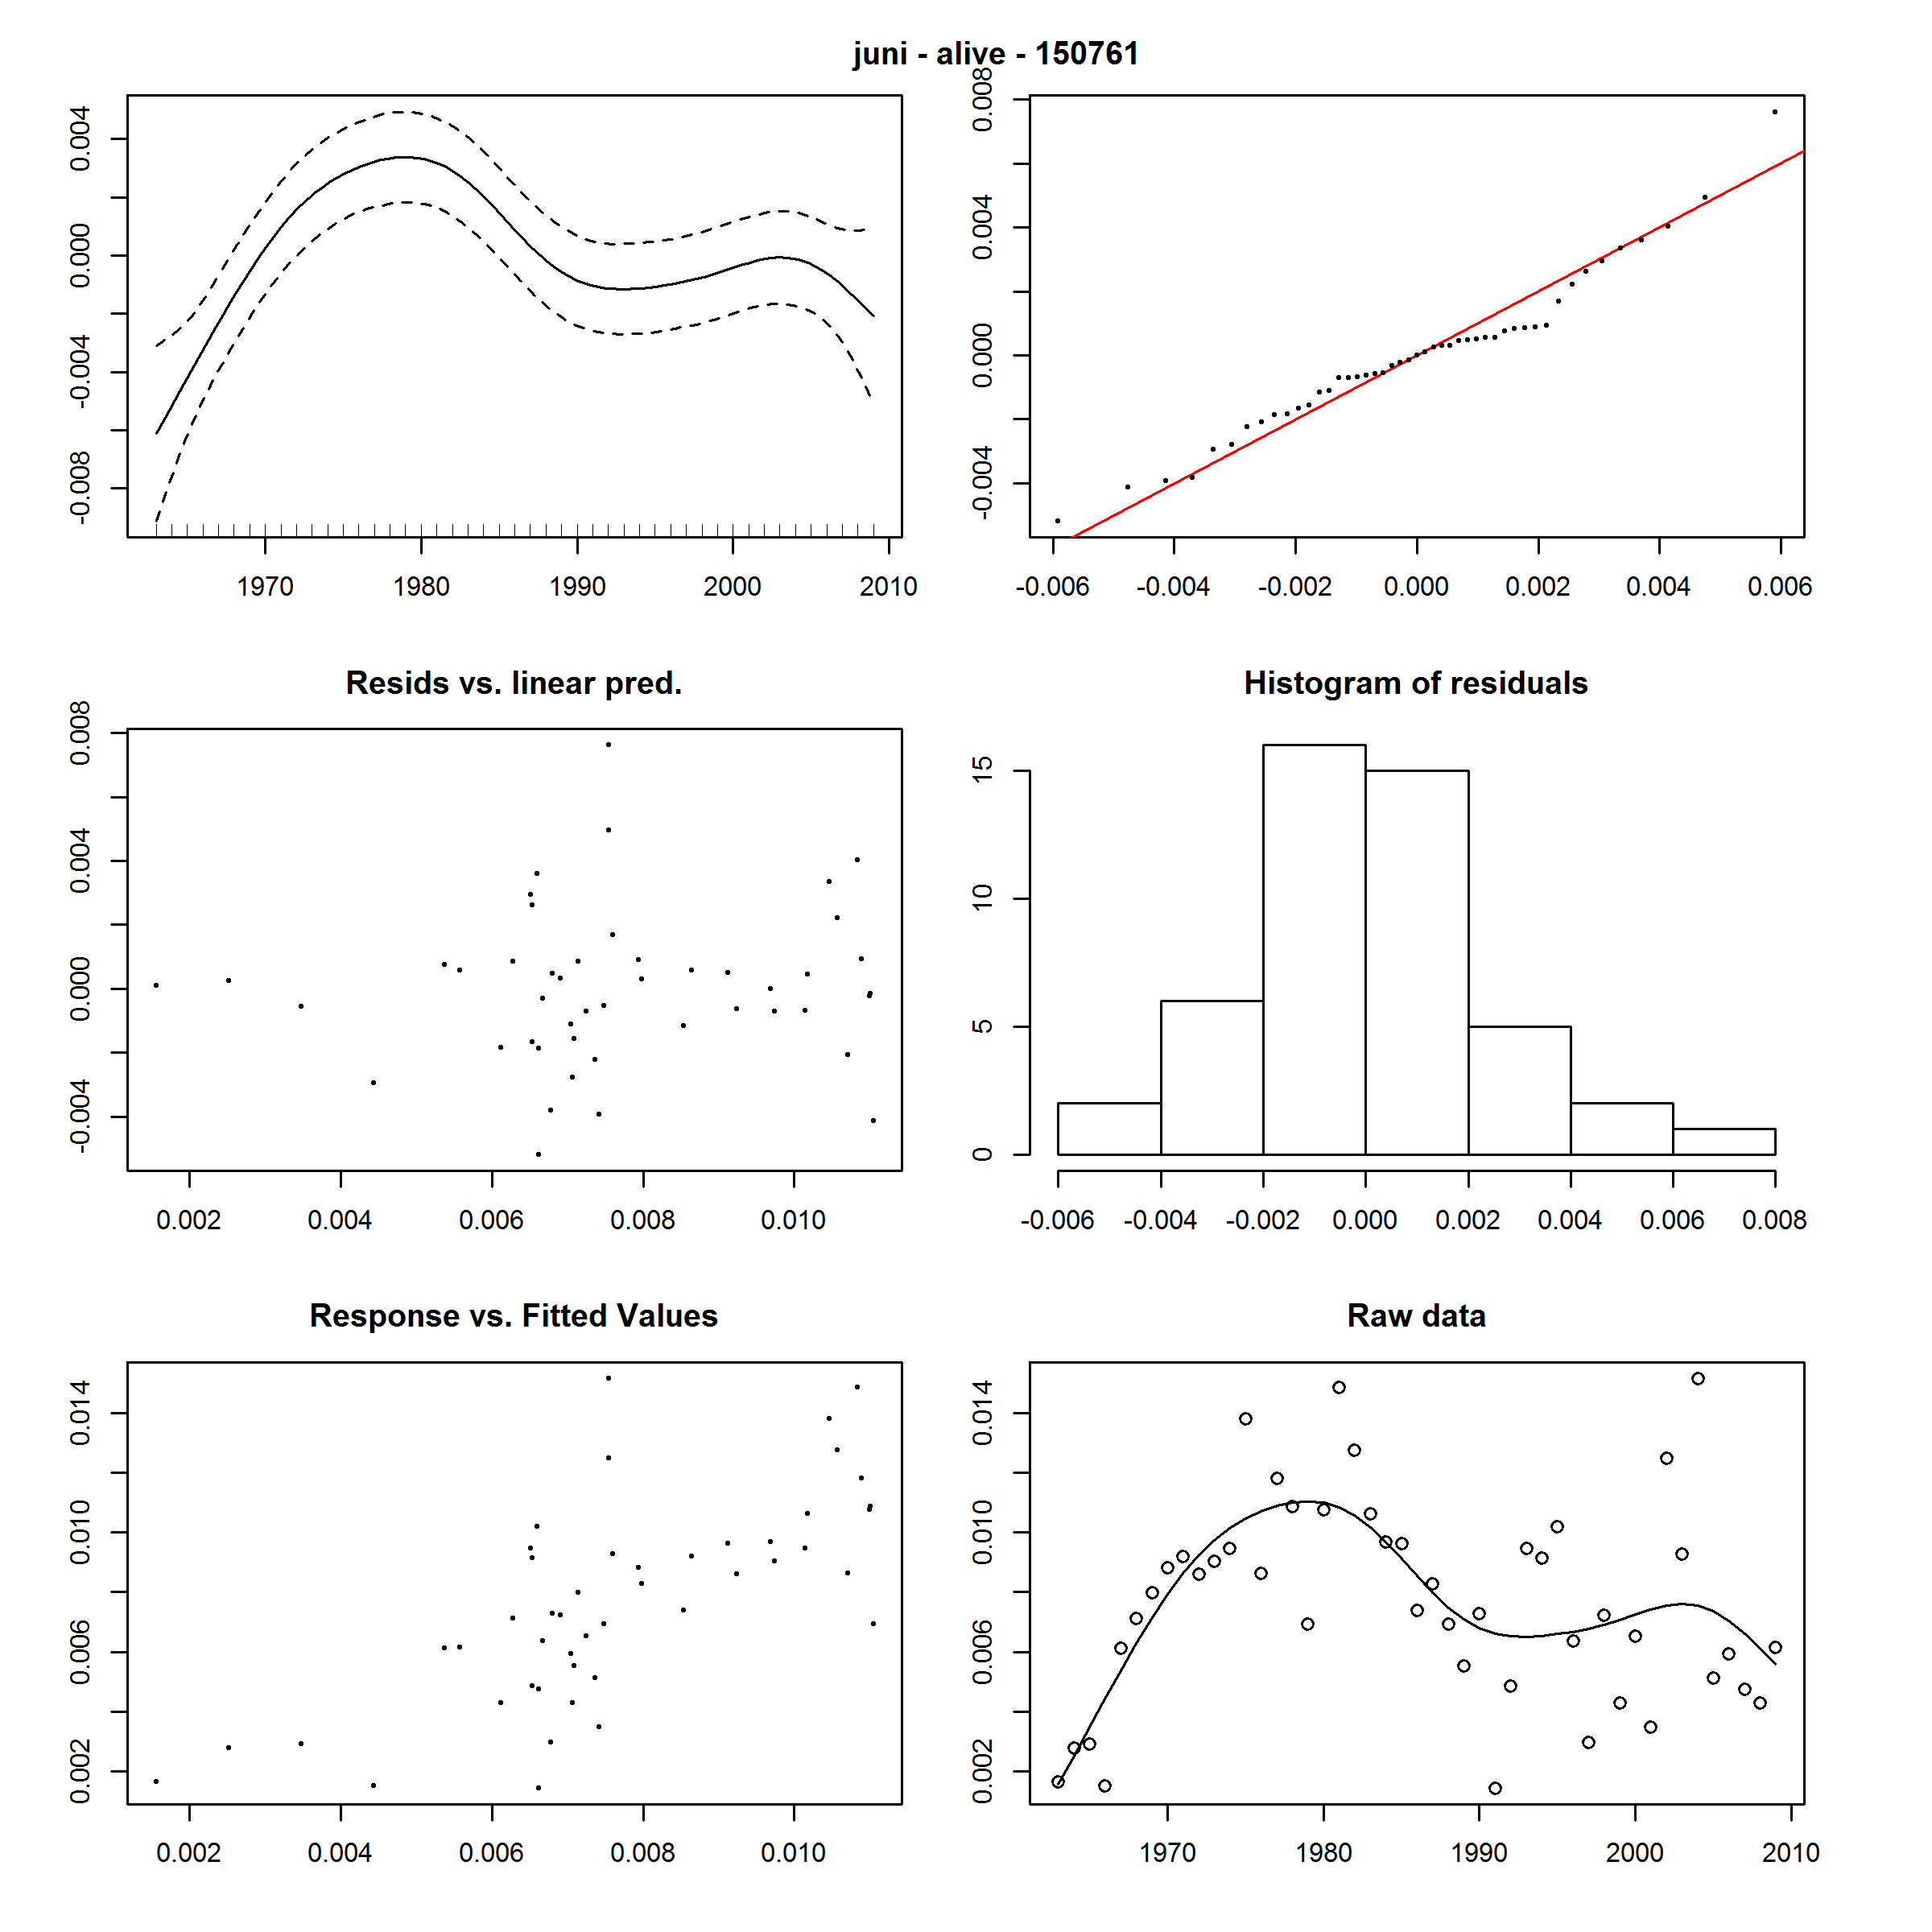 juni - alive - 150761
0.004
0.000
-0.004
-0.008
1970 1980 1990 2000 2010
0.008
0.004
0.000
-0.004
-0.006 -0.004 -0.002 0.000 0.002 0.004 0.006
Resids vs. linear pred.
0.008
0.004
0.000
-0.004
0.002 0.004 0.006 0.008 0.010
Histogram of residuals
15
10
5
0
-0.006 -0.004 -0.002 0.000 0.002 0.004 0.006 0.008
Response vs. Fitted Values
0.014
0.010
0.006
0.002
0.002 0.004 0.006 0.008 0.010
Raw data
0.014
0.010
0.006
0.002
1970 1980 1990 2000 2010